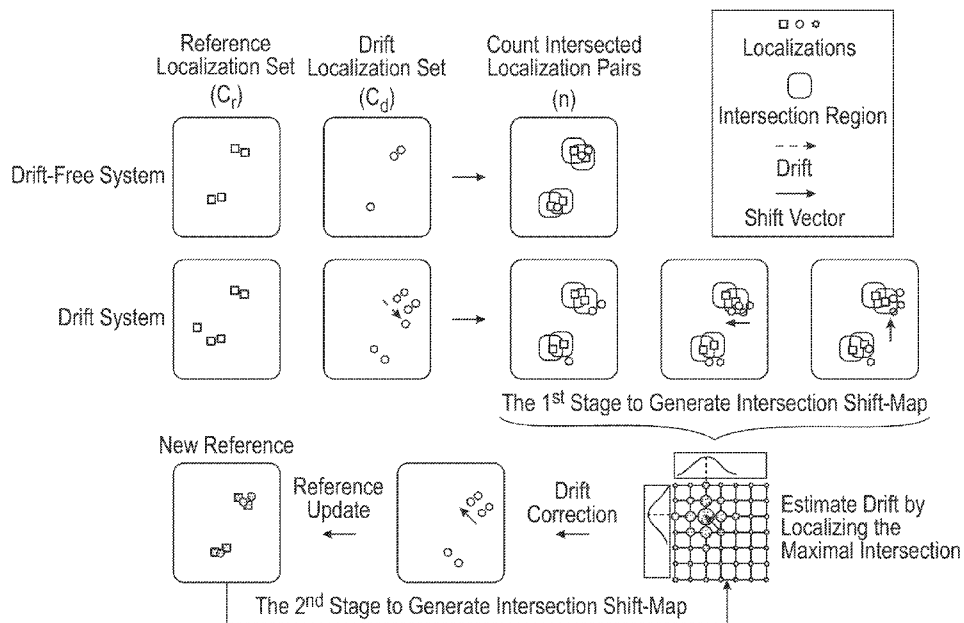 Reference
Localization Set
(Cr)
Drift
Localization Set
(Cd)
Count Intersected
Localization Pairs
(n)
Localizations
Intersection Region
Drift
Shift Vector
Drift-Free System
Drift System
The 1st Stage to Generate Intersection Shift-Map
New Reference
Reference
Update
Drift
Correction
Estimate Drift by
Localizing the
Maximal Intersection
The 2nd Stage to Generate Intersection Shift-Map